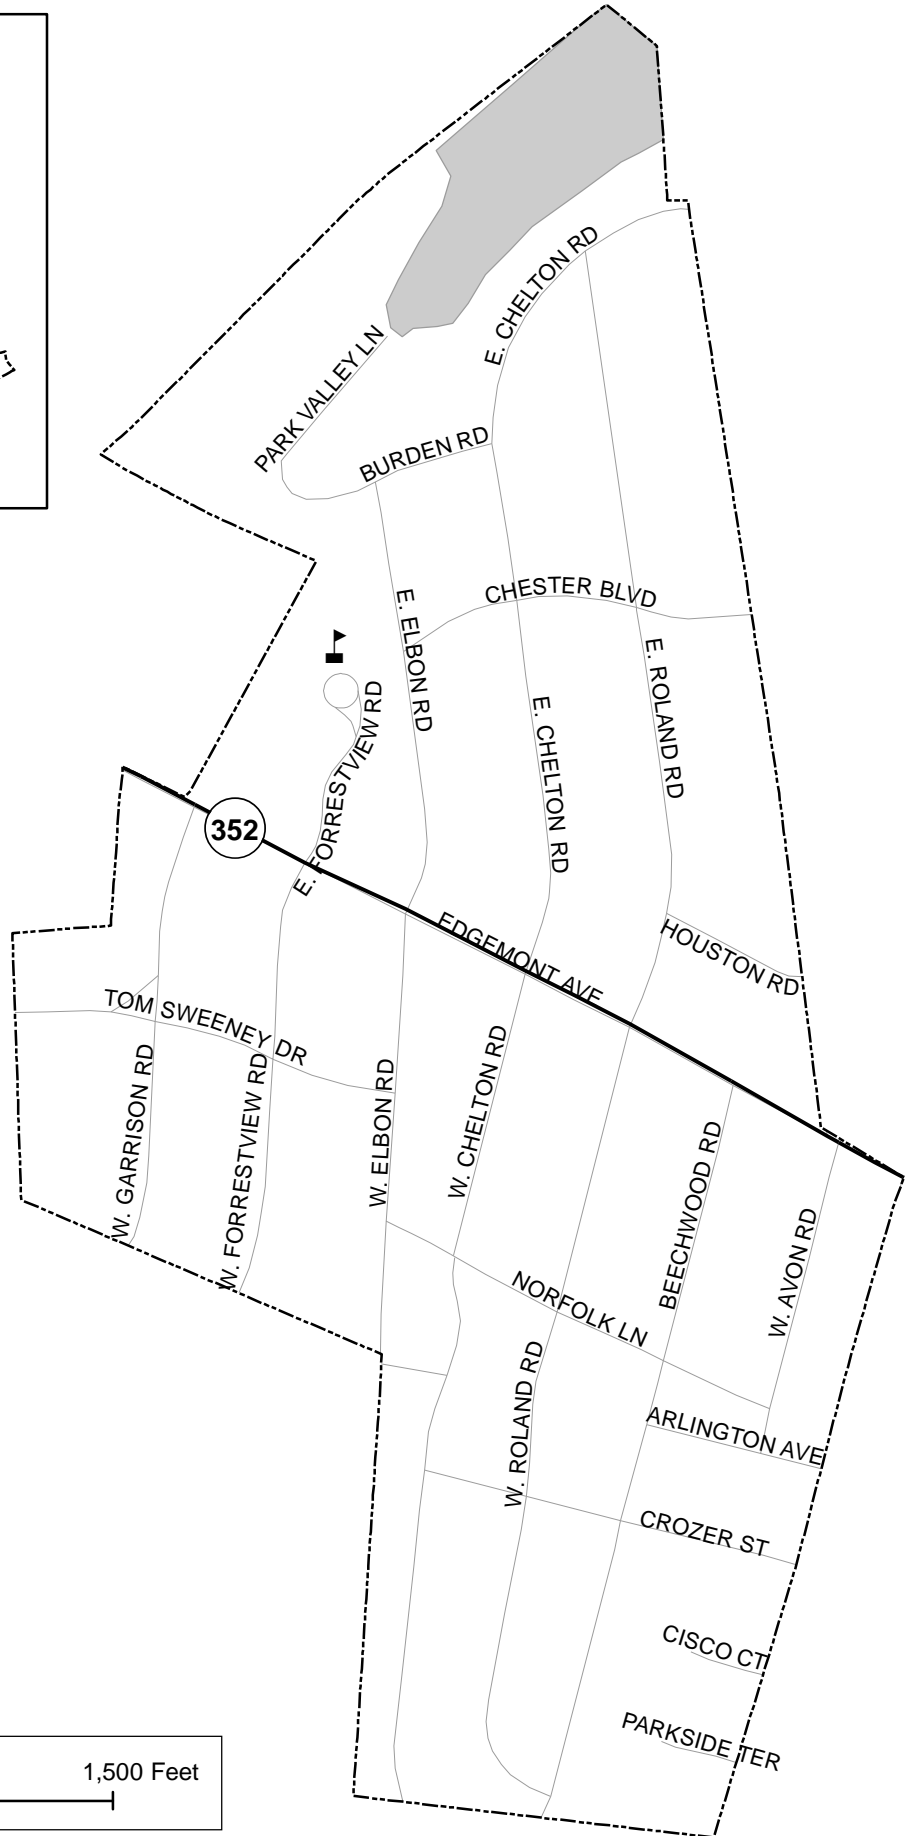 E. CHELTON RD
PARK VALLEY LN
BURDEN RD
CHESTER BLVD
E. ELBON RD
E. ROLAND RD
E. FORRESTVIEW RD
E. CHELTON RD
352
EDGEMONT AVE
HOUSTON RD
TOM SWEENEY DR
W. GARRISON RD
W. FORRESTVIEW RD
W. ELBON RD
W. CHELTON RD
BEECHWOOD RD
W. AVON RD
NORFOLK LN
W. ROLAND RD
ARLINGTON AVE
CROZER ST
CISCO CT
PARKSIDE TER
1,500 Feet